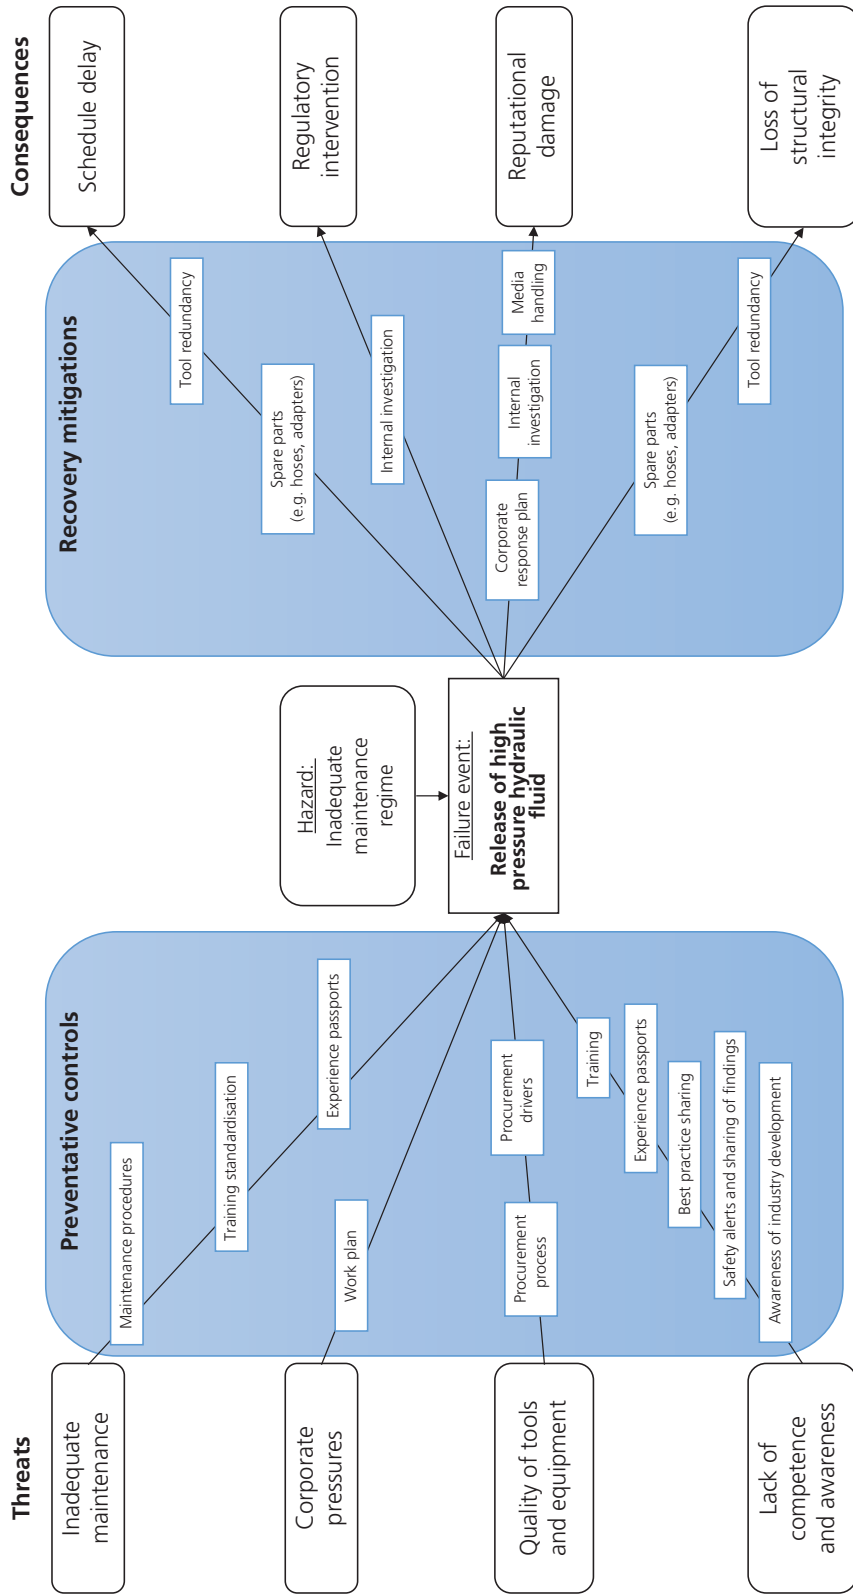 Threats
Inadequate
maintenance
Corporate
pressures
Quality of tools
and equipment
Lack of
competence
and awareness
Preventative controls
Maintenance procedures
Training standardisation
Experience passports
Work plan
Procurement
process
Procurement
drivers
Training
Experience passports
Best practice sharing
Safety alerts and sharing of findings
Awareness of industry development
Hazard:
Inadequate
maintenance
regime
Failure event:
Release of high
pressure hydraulic
fluid
Recovery mitigations
Tool redundancy
Spare parts
(e.g. hoses, adapters)
Internal investigation
Corporate
response plan
Internal
investigation
Media
handling
Spare parts
(e.g. hoses, adapters)
Tool redundancy
Consequences
Schedule delay
Regulatory
intervention
Reputational
damage
Loss of
structural
integrity